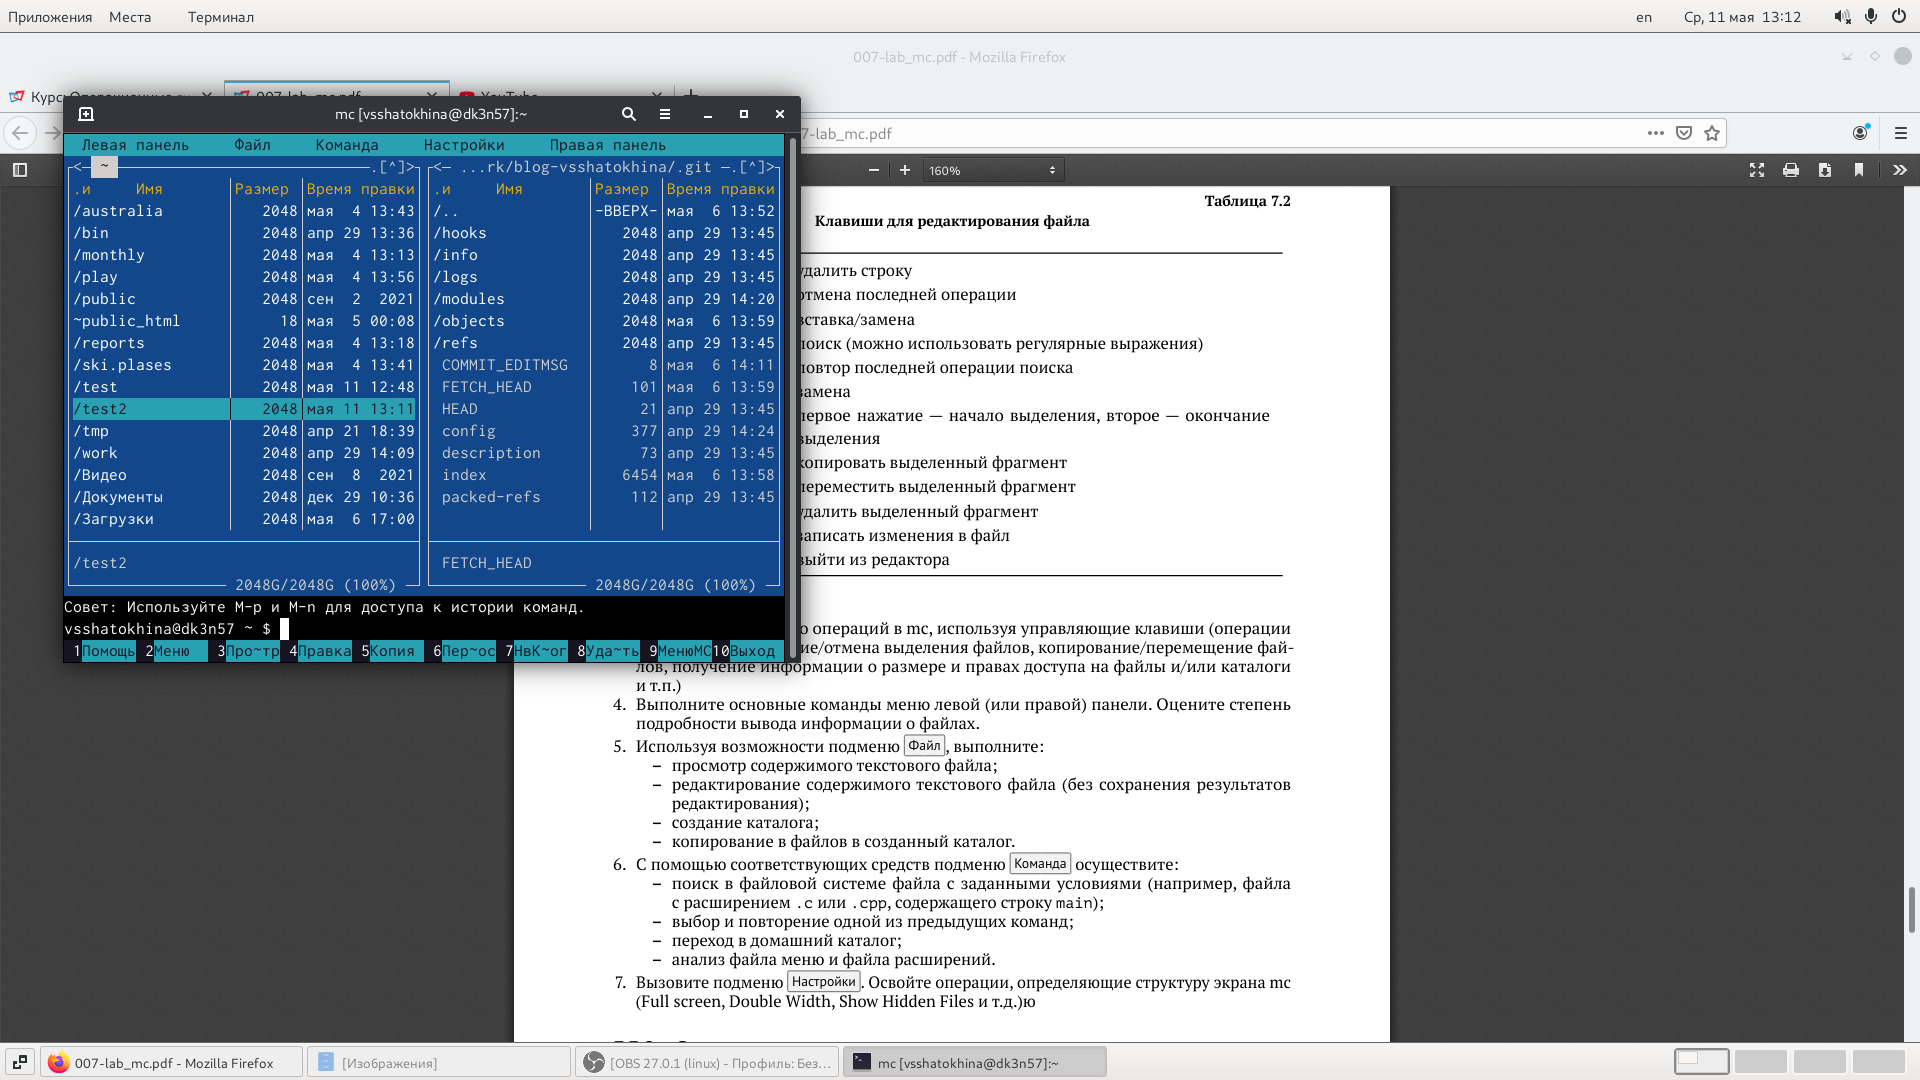 Приложения Места Терминал en Ср, 11 мая 13:12
007-lab_mc.pdf - Mozilla Firefox
mc [vsshatokhina@dk3n57]:~
7-lab_mc.pdf
160%
Левая панель Файл Команда Настройки Правая панель
<─ ~ .[^]> <─ ...rk/blog-vsshatokhina/.git ─.[^]>
.и Имя Размер Время правки .и Имя Размер Время правки
/australia 2048 мая 4 13:43 /.. -ВВЕРХ- мая 6 13:52
/bin 2048 апр 29 13:36 /hooks 2048 апр 29 13:45
/monthly 2048 мая 4 13:13 /info 2048 апр 29 13:45
/play 2048 мая 4 13:56 /logs 2048 апр 29 13:45
/public 2048 сен 2 2021 /modules 2048 апр 29 14:20
~public_html 18 мая 5 00:08 /objects 2048 мая 6 13:59
/reports 2048 мая 4 13:18 /refs 2048 апр 29 13:45
/ski.plases 2048 мая 4 13:41 COMMIT_EDITMSG 8 мая 6 14:11
/test 2048 мая 11 12:48 FETCH_HEAD 101 мая 6 13:59
/test2 2048 мая 11 13:11 HEAD 21 апр 29 13:45
/tmp 2048 апр 21 18:39 config 377 апр 29 14:24
/work 2048 апр 29 14:09 description 73 апр 29 13:45
/Видео 2048 сен 8 2021 index 6454 мая 6 13:58
/Документы 2048 дек 29 10:36 packed-refs 112 апр 29 13:45
/Загрузки 2048 мая 6 17:00
/test2 FETCH_HEAD
2048G/2048G (100%) 2048G/2048G (100%)
Совет: Используйте M-p и M-n для доступа к истории команд.
vsshatokhina@dk3n57 ~ $
1Помощь 2Меню 3Про~тр 4Правка 5Копия 6Пер~ос 7НвК~ог 8Уда~ть 9МенюMC 10Выход
Таблица 7.2
Клавиши для редактирования файла
удалить строку
отмена последней операции
вставка/замена
поиск (можно использовать регулярные выражения)
повтор последней операции поиска
замена
первое нажатие — начало выделения, второе — окончание
выделения
копировать выделенный фрагмент
переместить выделенный фрагмент
удалить выделенный фрагмент
записать изменения в файл
выйти из редактора
о операций в mc, используя управляющие клавиши (операции
ие/отмена выделения файлов, копирование/перемещение фай-
лов, получение информации о размере и правах доступа на файлы и/или каталоги
и т.п.)
4. Выполните основные команды меню левой (или правой) панели. Оцените степень
подробности вывода информации о файлах.
5. Используя возможности подменю Файл , выполните:
– просмотр содержимого текстового файла;
– редактирование содержимого текстового файла (без сохранения результатов
редактирования);
– создание каталога;
– копирование в файлов в созданный каталог.
6. С помощью соответствующих средств подменю Команда осуществите:
– поиск в файловой системе файла с заданными условиями (например, файла
с расширением .c или .cpp, содержащего строку main);
– выбор и повторение одной из предыдущих команд;
– переход в домашний каталог;
– анализ файла меню и файла расширений.
7. Вызовите подменю Настройки . Освойте операции, определяющие структуру экрана mc
(Full screen, Double Width, Show Hidden Files и т.д.)ю
007-lab_mc.pdf - Mozilla Firefox [Изображения] [OBS 27.0.1 (linux) - Профиль: Без... mc [vsshatokhina@dk3n57]:~